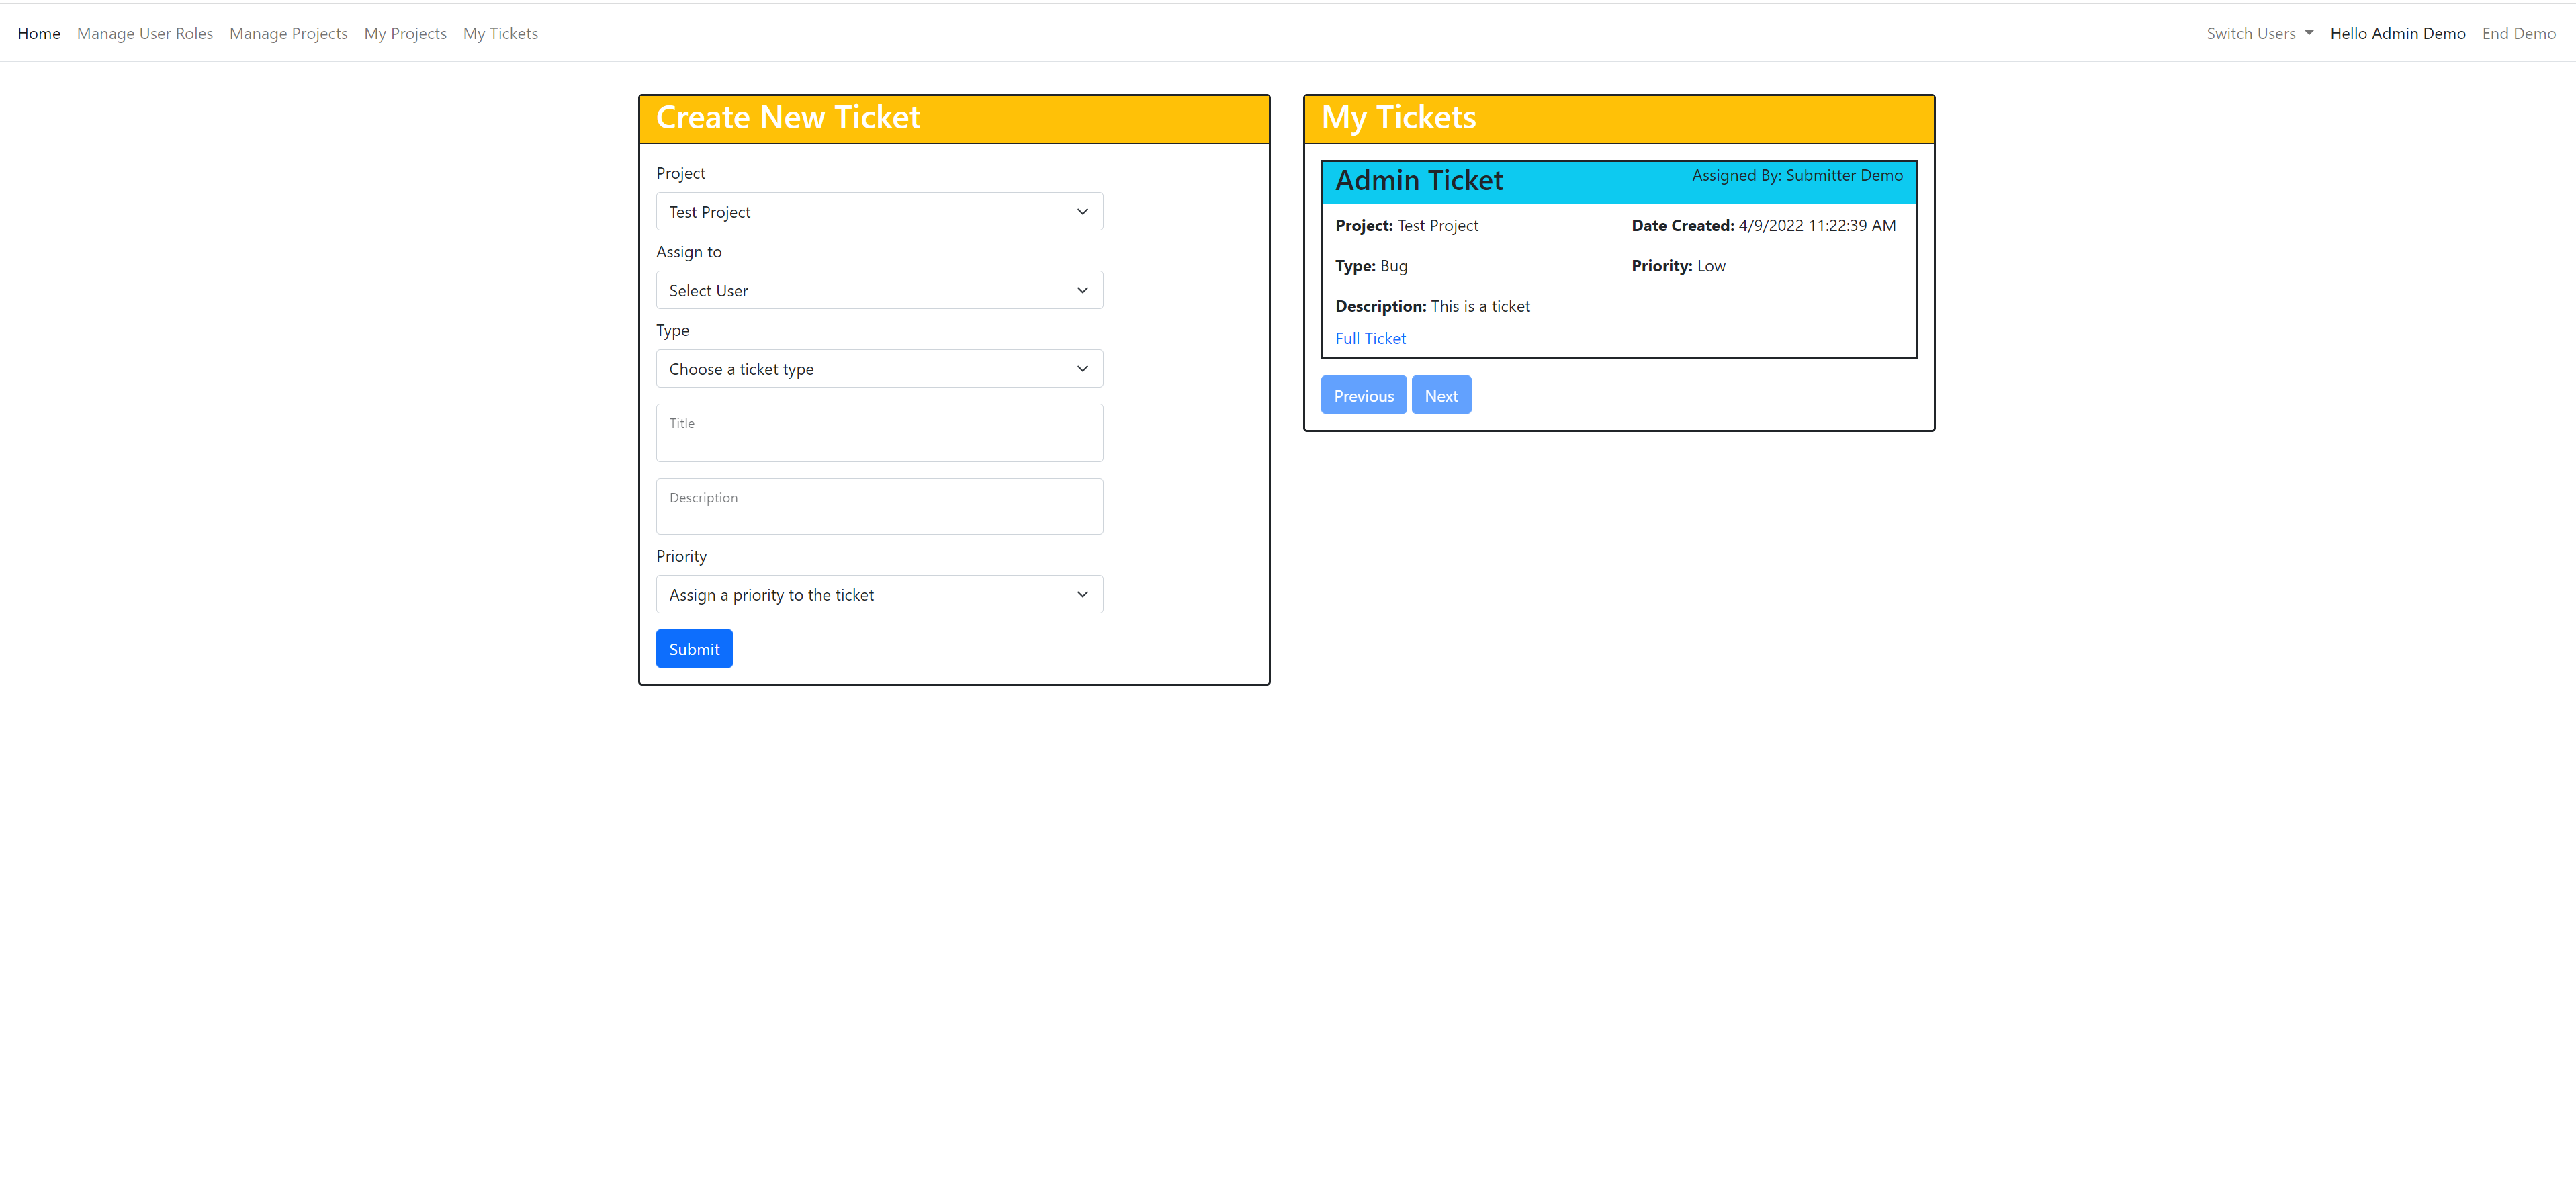 Home Manage User Roles Manage Projects My Projects My Tickets Switch Users Hello Admin Demo End Demo
Create New Ticket
Project
Test Project
Assign to
Select User
Type
Choose a ticket type
Title
Description
Priority
Assign a priority to the ticket
Submit
My Tickets
Admin Ticket Assigned By: Submitter Demo
Project: Test Project Date Created: 4/9/2022 11:22:39 AM
Type: Bug Priority: Low
Description: This is a ticket
Full Ticket
Previous Next